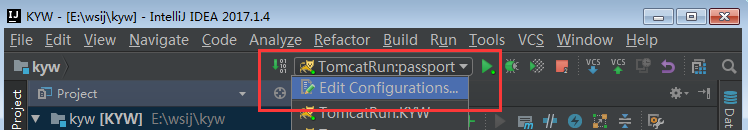 KYW - [E:\wsij\kyw] - IntelliJ IDEA 2017.1.4
File Edit View Navigate Code Analyze Refactor Build Run Tools VCS Window Help
kyw TomcatRun:passport VCS VCS
Project Project Edit Configurations...
kyw [KYW] E:\wsij\kyw TomcatRun:KYW